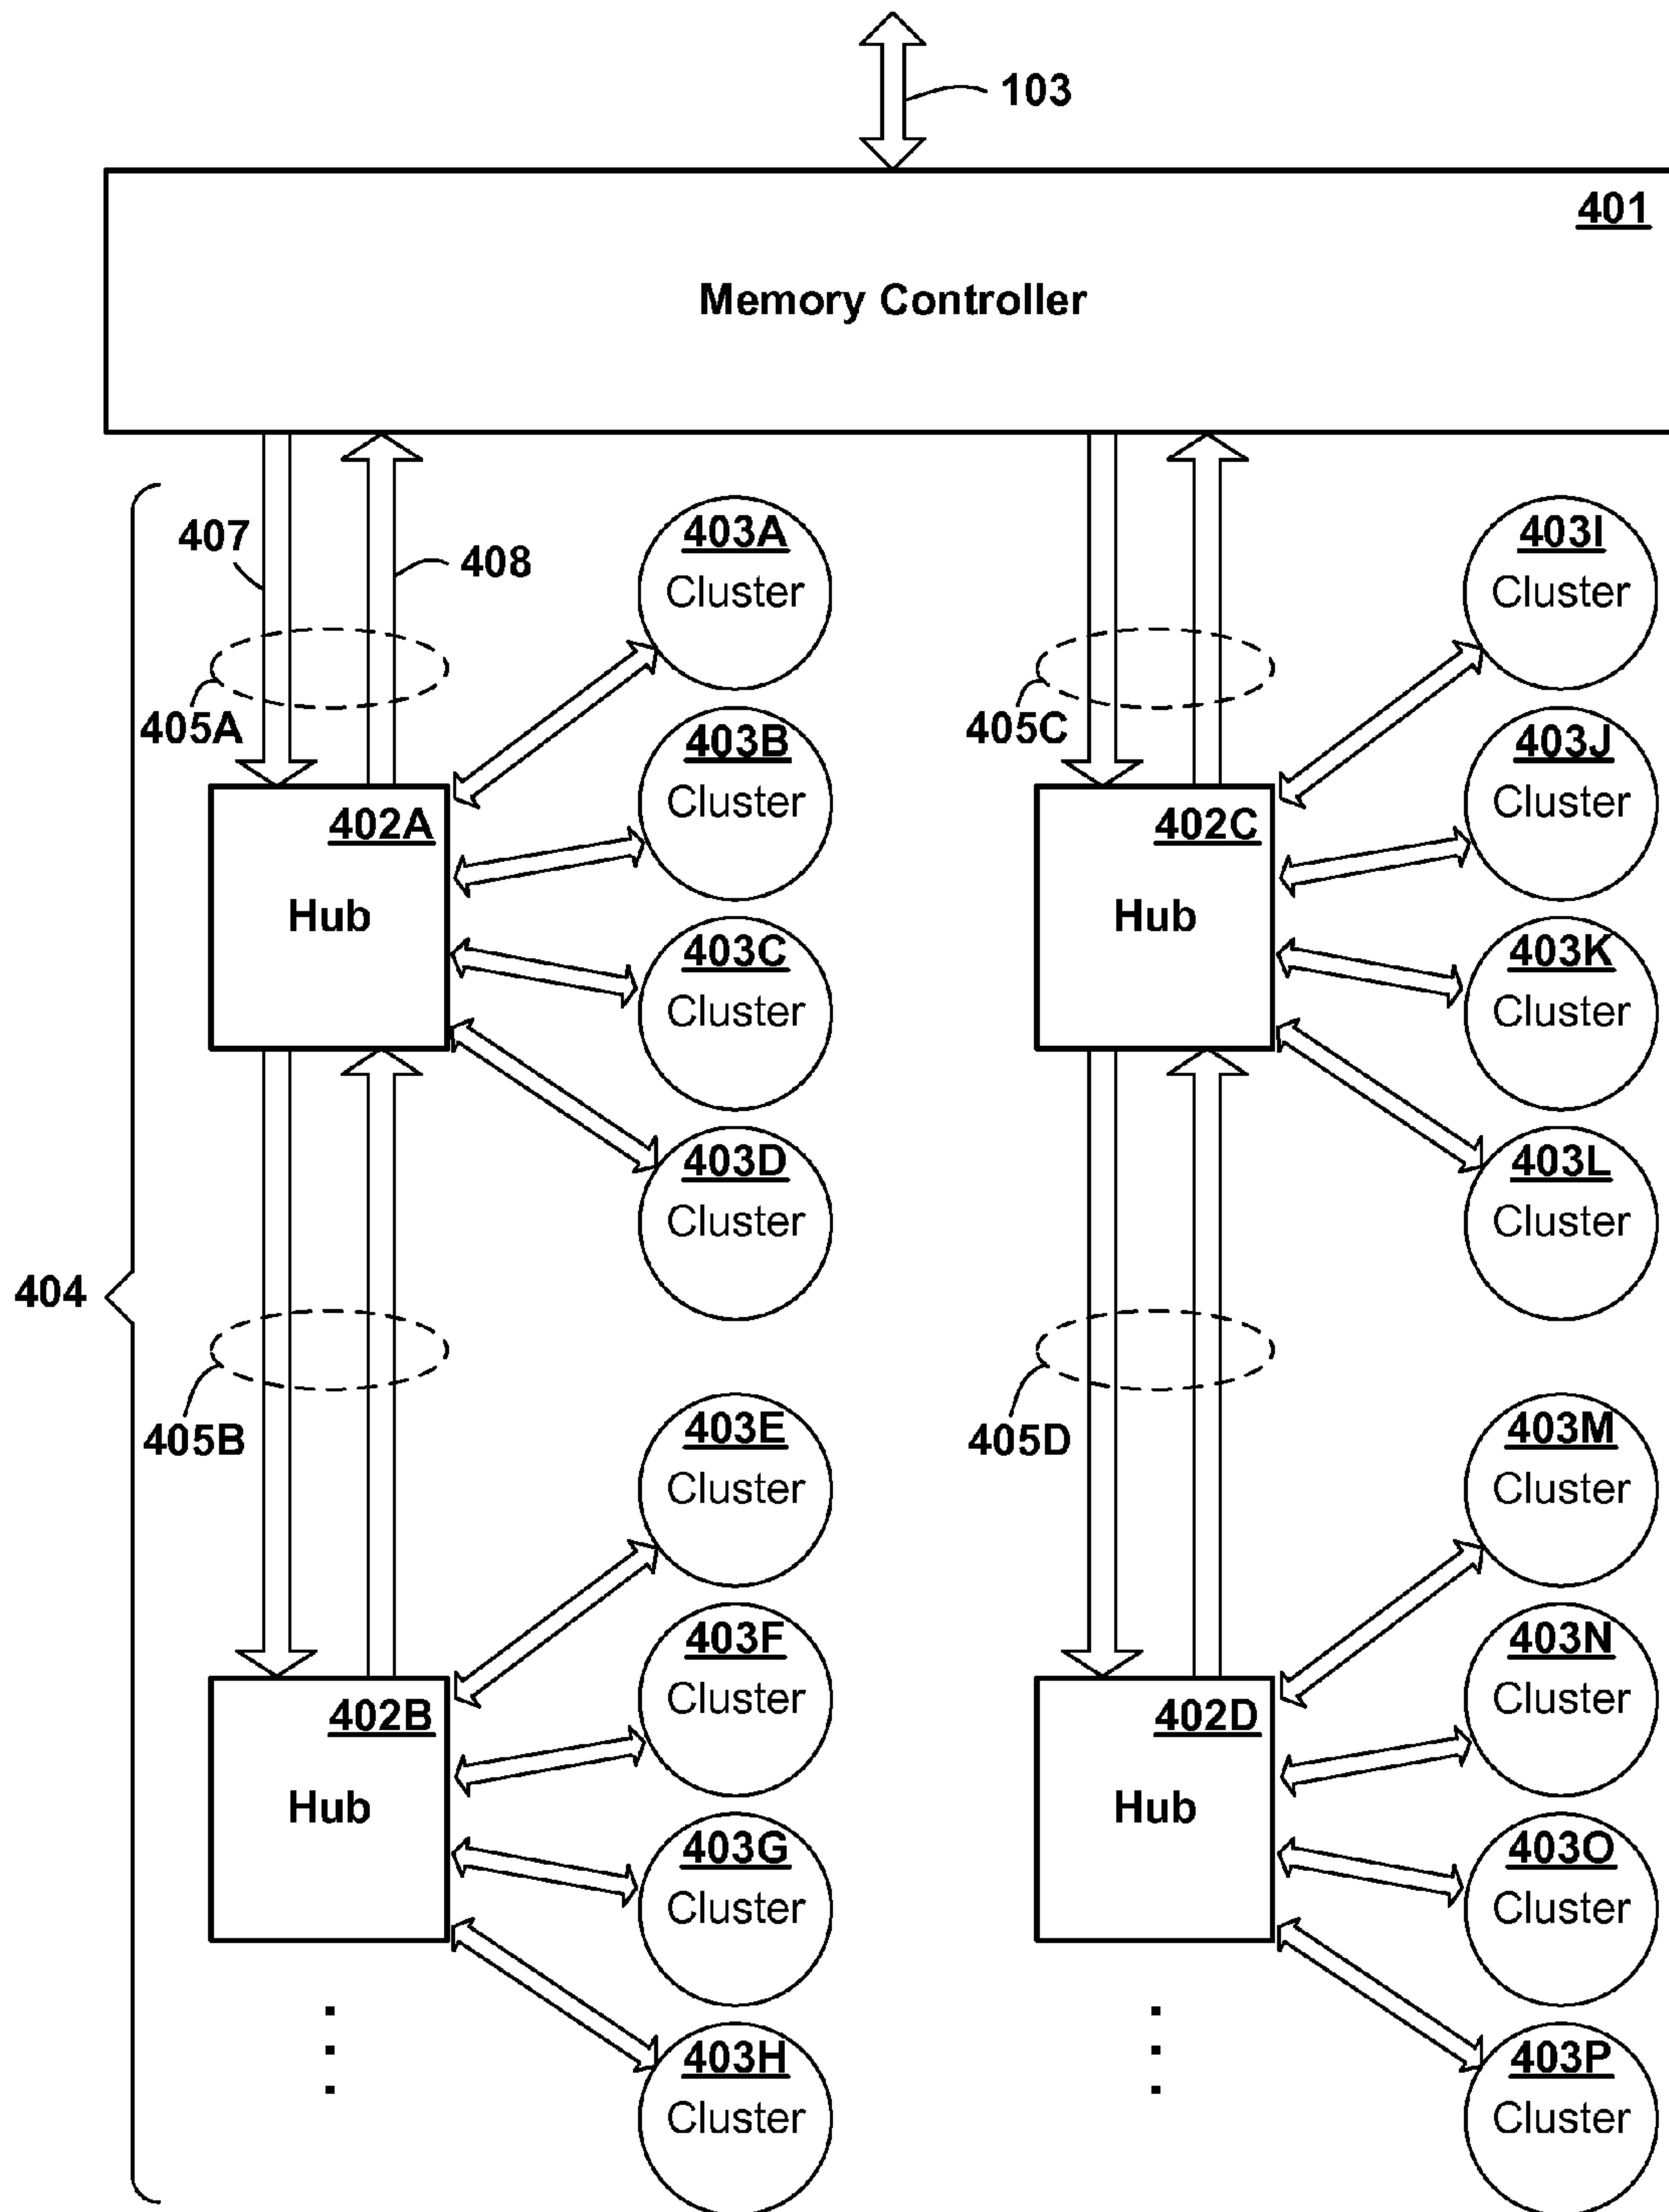 103
401
Memory Controller
407
408
403A
Cluster
403I
Cluster
405A
405C
403B
Cluster
403J
Cluster
402A
Hub
402C
Hub
403C
Cluster
403K
Cluster
403D
Cluster
403L
Cluster
404
405B
405D
403E
Cluster
403M
Cluster
403F
Cluster
403N
Cluster
402B
Hub
402D
Hub
403G
Cluster
403O
Cluster
403H
Cluster
403P
Cluster